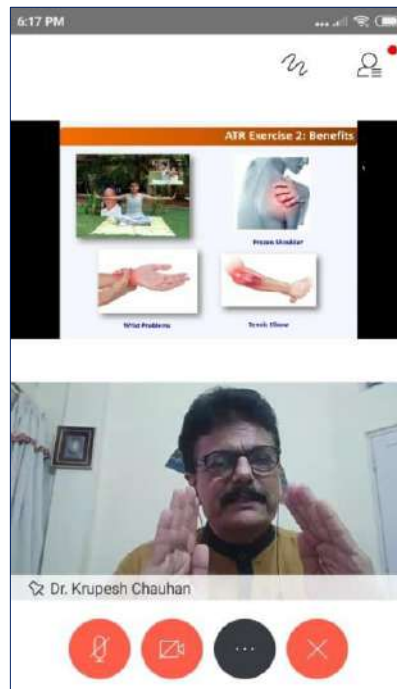 6:17 PM
ATR Exercise 2: Benefits
Frozen Shoulder
Wrist Problems
Tennis Elbow
Dr. Krupesh Chauhan